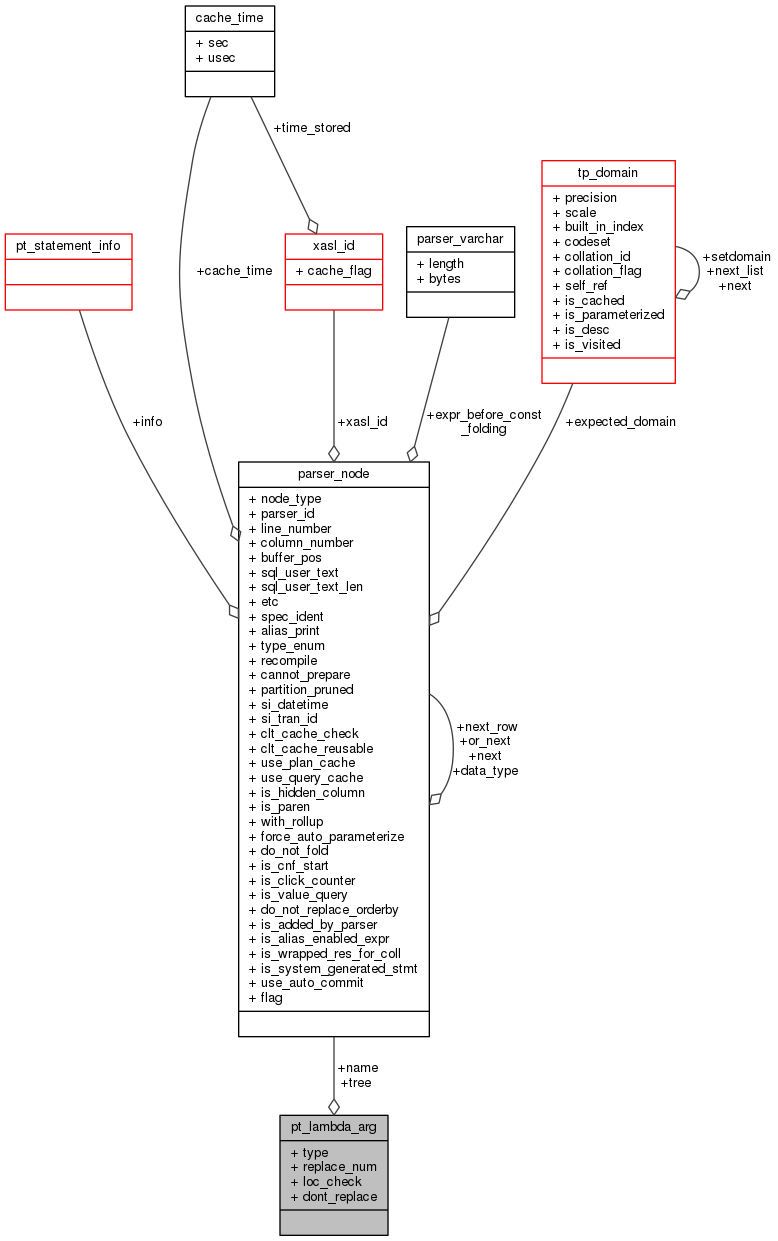 cache_time
+ sec
+ usec
+time_stored
tp_domain
+ precision
+ scale
+ built_in_index
+ codeset
+ collation_id
+ collation_flag
+ self_ref
+ is_cached
+ is_parameterized
+ is_desc
+ is_visited
pt_statement_info
xasl_id
+ cache_flag
parser_varchar
+ length
+ bytes
+setdomain
+next_list
+next
+cache_time
+info
+xasl_id
+expr_before_const
_folding
+expected_domain
parser_node
+ node_type
+ parser_id
+ line_number
+ column_number
+ buffer_pos
+ sql_user_text
+ sql_user_text_len
+ etc
+ spec_ident
+ alias_print
+ type_enum
+ recompile
+ cannot_prepare
+ partition_pruned
+ si_datetime
+ si_tran_id
+ clt_cache_check
+ clt_cache_reusable
+ use_plan_cache
+ use_query_cache
+ is_hidden_column
+ is_paren
+ with_rollup
+ force_auto_parameterize
+ do_not_fold
+ is_cnf_start
+ is_click_counter
+ is_value_query
+ do_not_replace_orderby
+ is_added_by_parser
+ is_alias_enabled_expr
+ is_wrapped_res_for_coll
+ is_system_generated_stmt
+ use_auto_commit
+ flag
+next_row
+or_next
+next
+data_type
+name
+tree
pt_lambda_arg
+ type
+ replace_num
+ loc_check
+ dont_replace